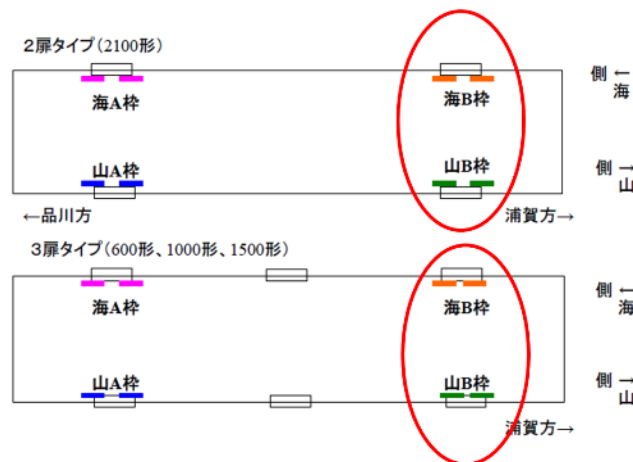 ２扉タイプ（2100形）
海A枠
海B枠
側 ←
海
山A枠
山B枠
側 →
山
←品川方
浦賀方→
３扉タイプ（600形、1000形、1500形）
海A枠
海B枠
側 ←
海
山A枠
山B枠
側 →
山
浦賀方→